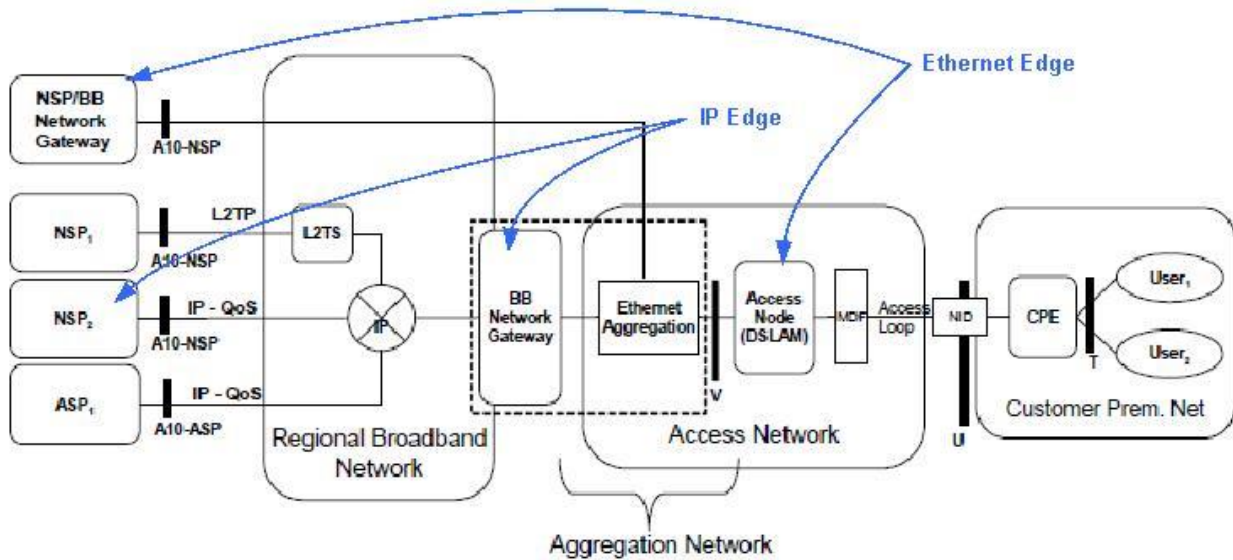 Ethernet Edge
NSP/BB
Network
Gateway
IP Edge
A10-NSP
L2TP
NSP₁
L2TS
A10-NSP
BB
Network
Gateway
Ethernet
Aggregation
Access
Node
(DSLAM)
MDF
Access
Loop
NID
CPE
User₁
User₂
T
NSP₂
IP - QoS
IP
A10-NSP
V
ASP₁
IP - QoS
A10-ASP
Regional Broadband
Network
Access Network
U
Customer Prem. Net
Aggregation Network